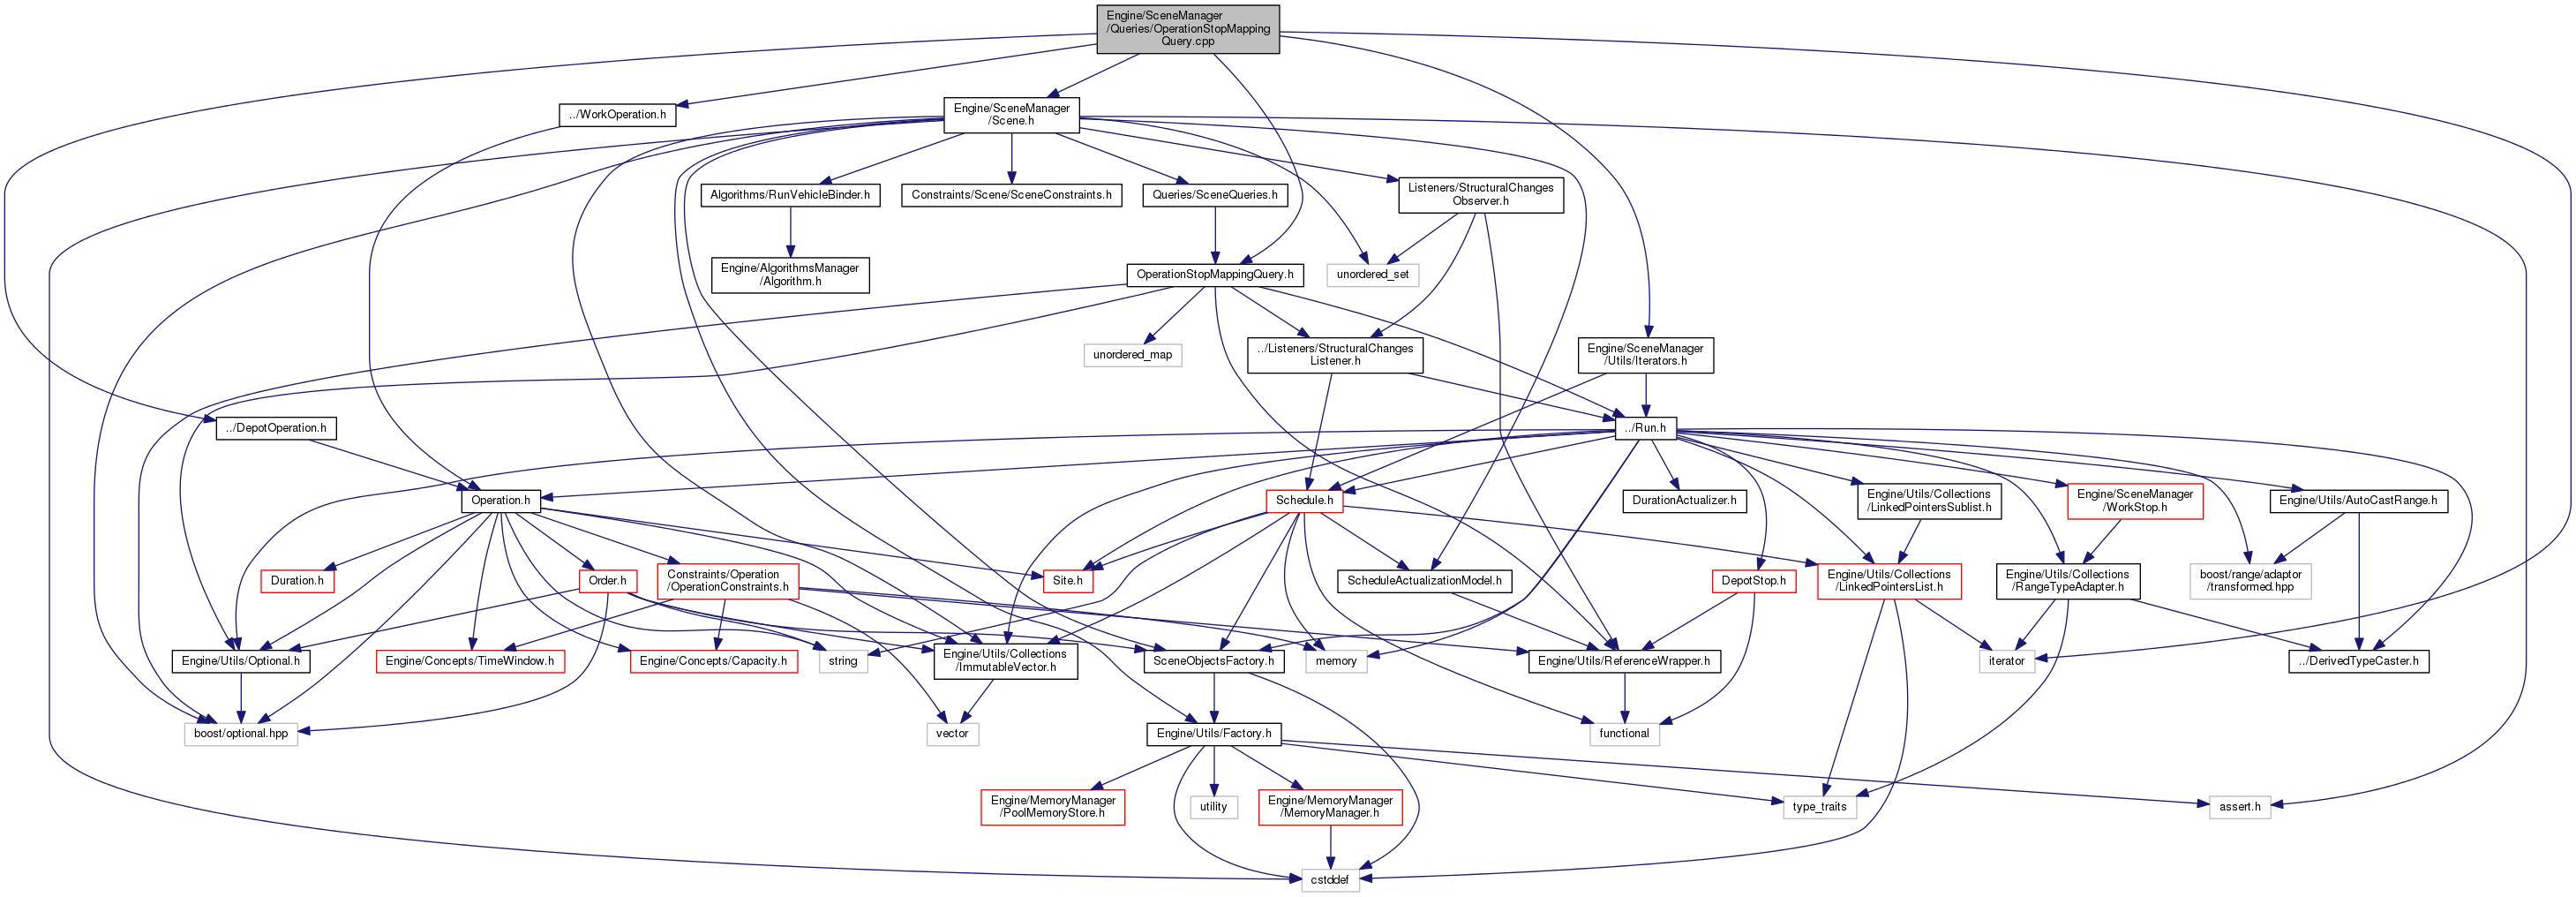 Engine/SceneManager
/Queries/OperationStopMapping
Query.cpp
../WorkOperation.h
Engine/SceneManager
/Scene.h
Algorithms/RunVehicleBinder.h
Constraints/Scene/SceneConstraints.h
Queries/SceneQueries.h
Listeners/StructuralChanges
Observer.h
Engine/AlgorithmsManager
/Algorithm.h
OperationStopMappingQuery.h
unordered_set
unordered_map
../Listeners/StructuralChanges
Listener.h
Engine/SceneManager
/Utils/Iterators.h
../DepotOperation.h
../Run.h
Operation.h
Schedule.h
DurationActualizer.h
Engine/Utils/Collections
/LinkedPointersSublist.h
Engine/SceneManager
/WorkStop.h
Engine/Utils/AutoCastRange.h
Duration.h
Order.h
Constraints/Operation
/OperationConstraints.h
Site.h
ScheduleActualizationModel.h
DepotStop.h
Engine/Utils/Collections
/LinkedPointersList.h
Engine/Utils/Collections
/RangeTypeAdapter.h
boost/range/adaptor
/transformed.hpp
Engine/Utils/Optional.h
Engine/Concepts/TimeWindow.h
Engine/Concepts/Capacity.h
string
Engine/Utils/Collections
/ImmutableVector.h
SceneObjectsFactory.h
memory
Engine/Utils/ReferenceWrapper.h
iterator
../DerivedTypeCaster.h
boost/optional.hpp
vector
Engine/Utils/Factory.h
functional
Engine/MemoryManager
/PoolMemoryStore.h
utility
Engine/MemoryManager
/MemoryManager.h
type_traits
assert.h
cstddef